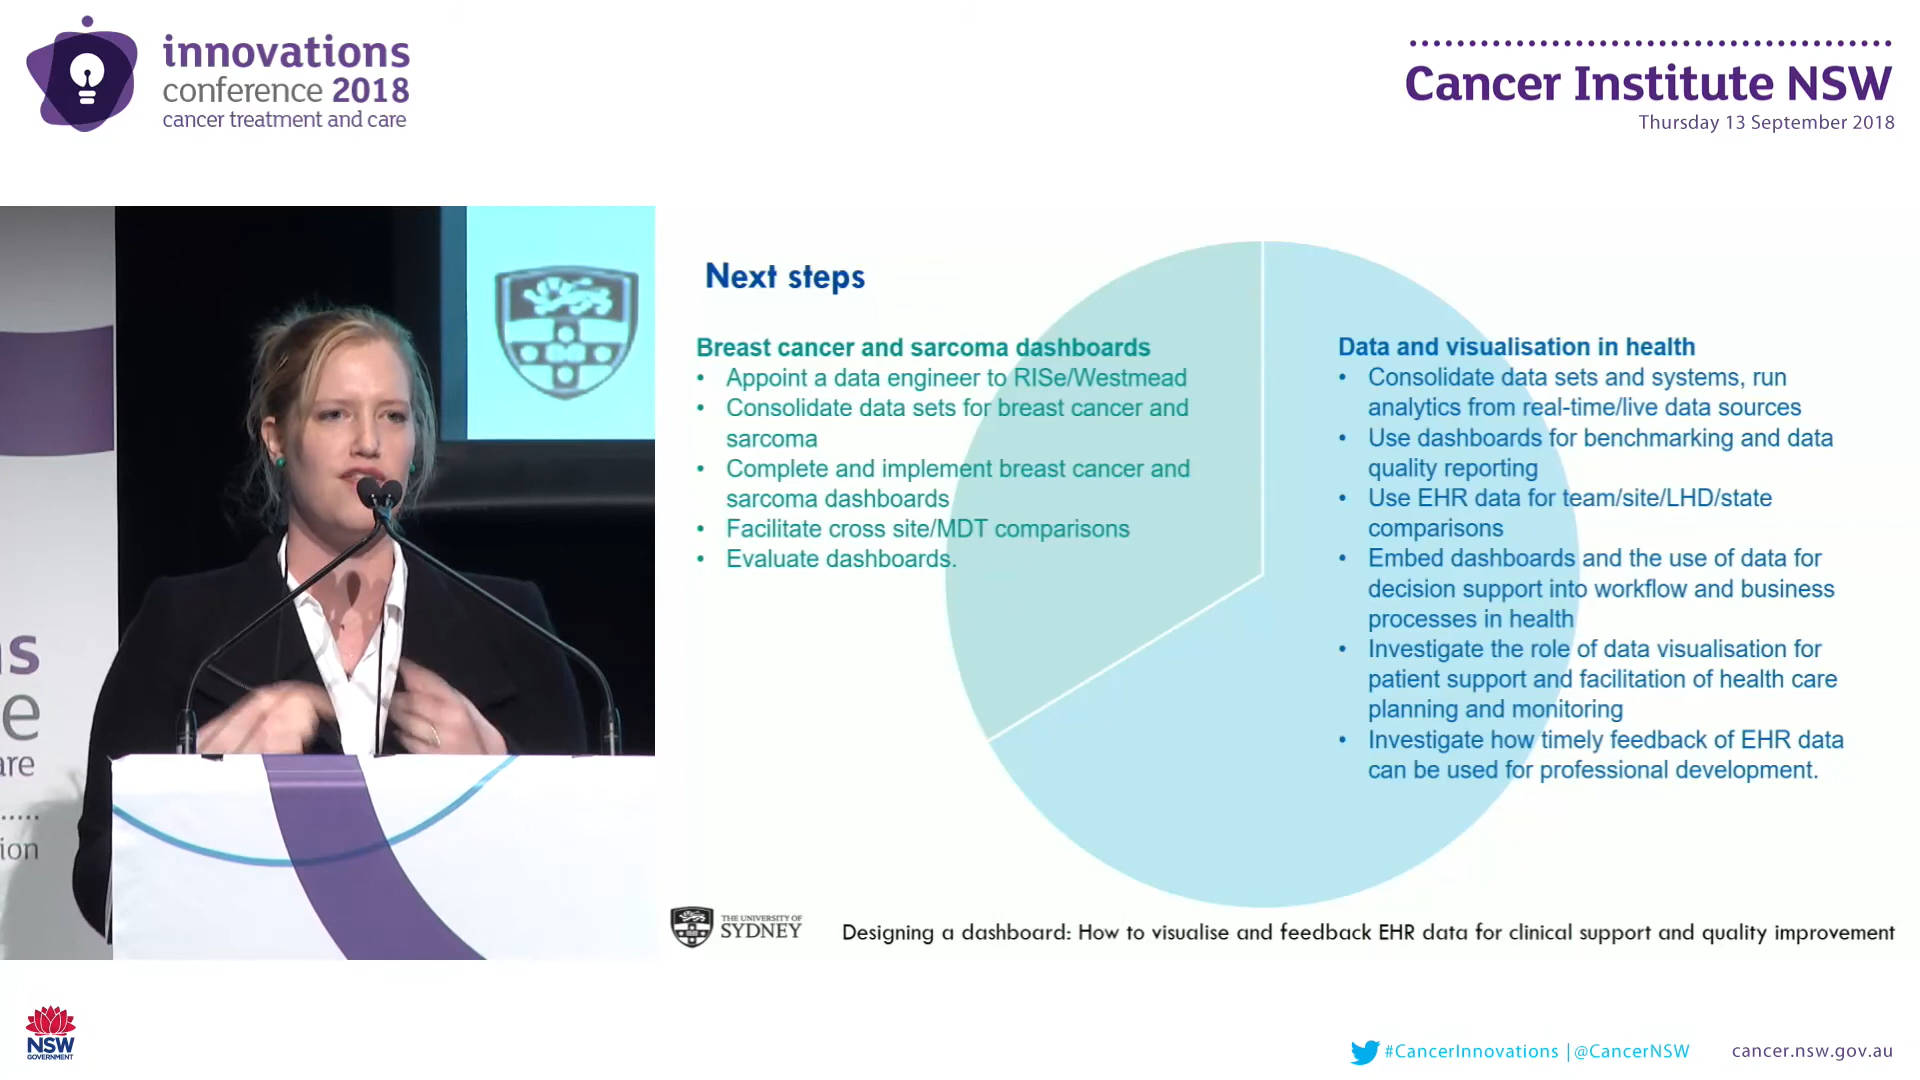 innovations
conference 2018
cancer treatment and care
Cancer Institute NSW
Thursday 13 September 2018
Next steps
Breast cancer and sarcoma dashboards
• Appoint a data engineer to RISe/Westmead
• Consolidate data sets for breast cancer and
sarcoma
• Complete and implement breast cancer and
sarcoma dashboards
• Facilitate cross site/MDT comparisons
• Evaluate dashboards.
Data and visualisation in health
• Consolidate data sets and systems, run
analytics from real-time/live data sources
• Use dashboards for benchmarking and data
quality reporting
• Use EHR data for team/site/LHD/state
comparisons
• Embed dashboards and the use of data for
decision support into workflow and business
processes in health
• Investigate the role of data visualisation for
patient support and facilitation of health care
planning and monitoring
• Investigate how timely feedback of EHR data
can be used for professional development.
THE UNIVERSITY OF
SYDNEY
Designing a dashboard: How to visualise and feedback EHR data for clinical support and quality improvement
NSW
GOVERNMENT
#CancerInnovations | @CancerNSW
cancer.nsw.gov.au